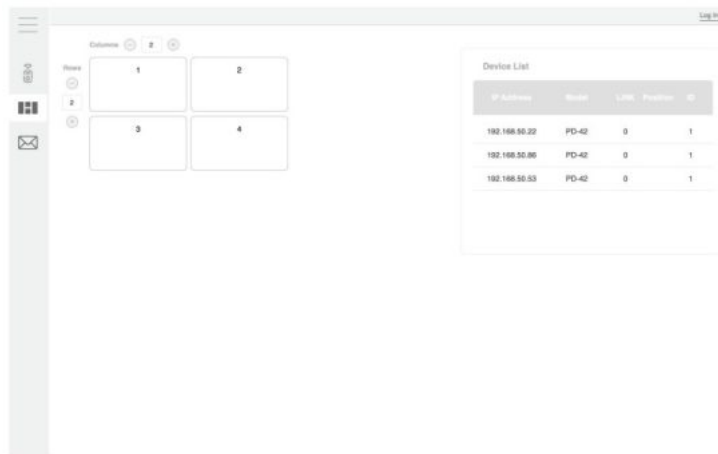 Log in
Columns 2
Rows
2
1 2
3 4
Device List
IP Address Model LINK Position ID
192.168.50.22 PD-42 0 1
192.168.50.86 PD-42 0 1
192.168.50.53 PD-42 0 1